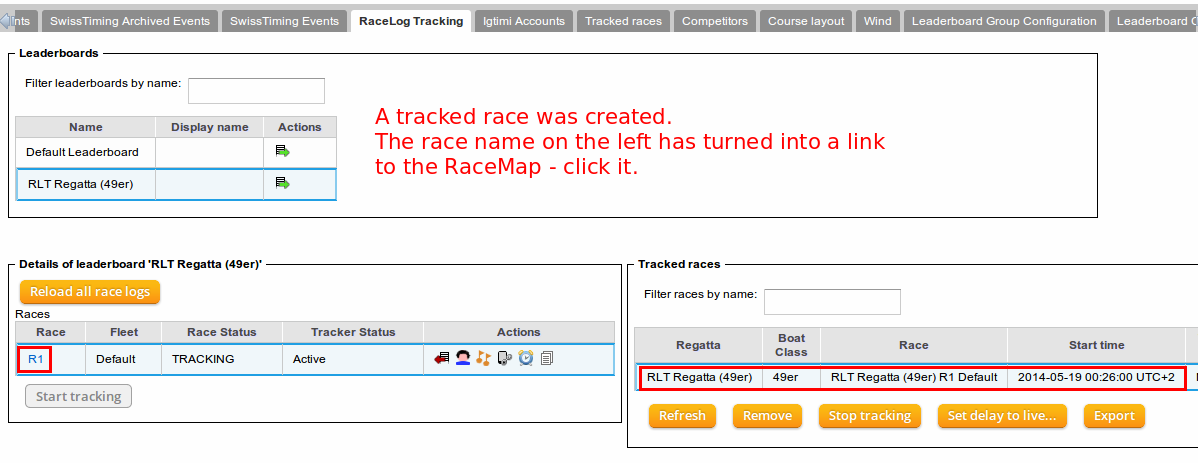 nts SwissTiming Archived Events SwissTiming Events RaceLog Tracking Igtimi Accounts Tracked races Competitors Course layout Wind Leaderboard Group Configuration Leaderboard
Leaderboards
Filter leaderboards by name:
Name Display name Actions
Default Leaderboard
RLT Regatta (49er)
A tracked race was created.
The race name on the left has turned into a link
to the RaceMap - click it.
Details of leaderboard 'RLT Regatta (49er)'
Reload all race logs
Races
Race Fleet Race Status Tracker Status Actions
R1 Default TRACKING Active
Start tracking
Tracked races
Filter races by name:
Regatta Boat Class Race Start time
RLT Regatta (49er) 49er RLT Regatta (49er) R1 Default 2014-05-19 00:26:00 UTC+2
Refresh Remove Stop tracking Set delay to live... Export